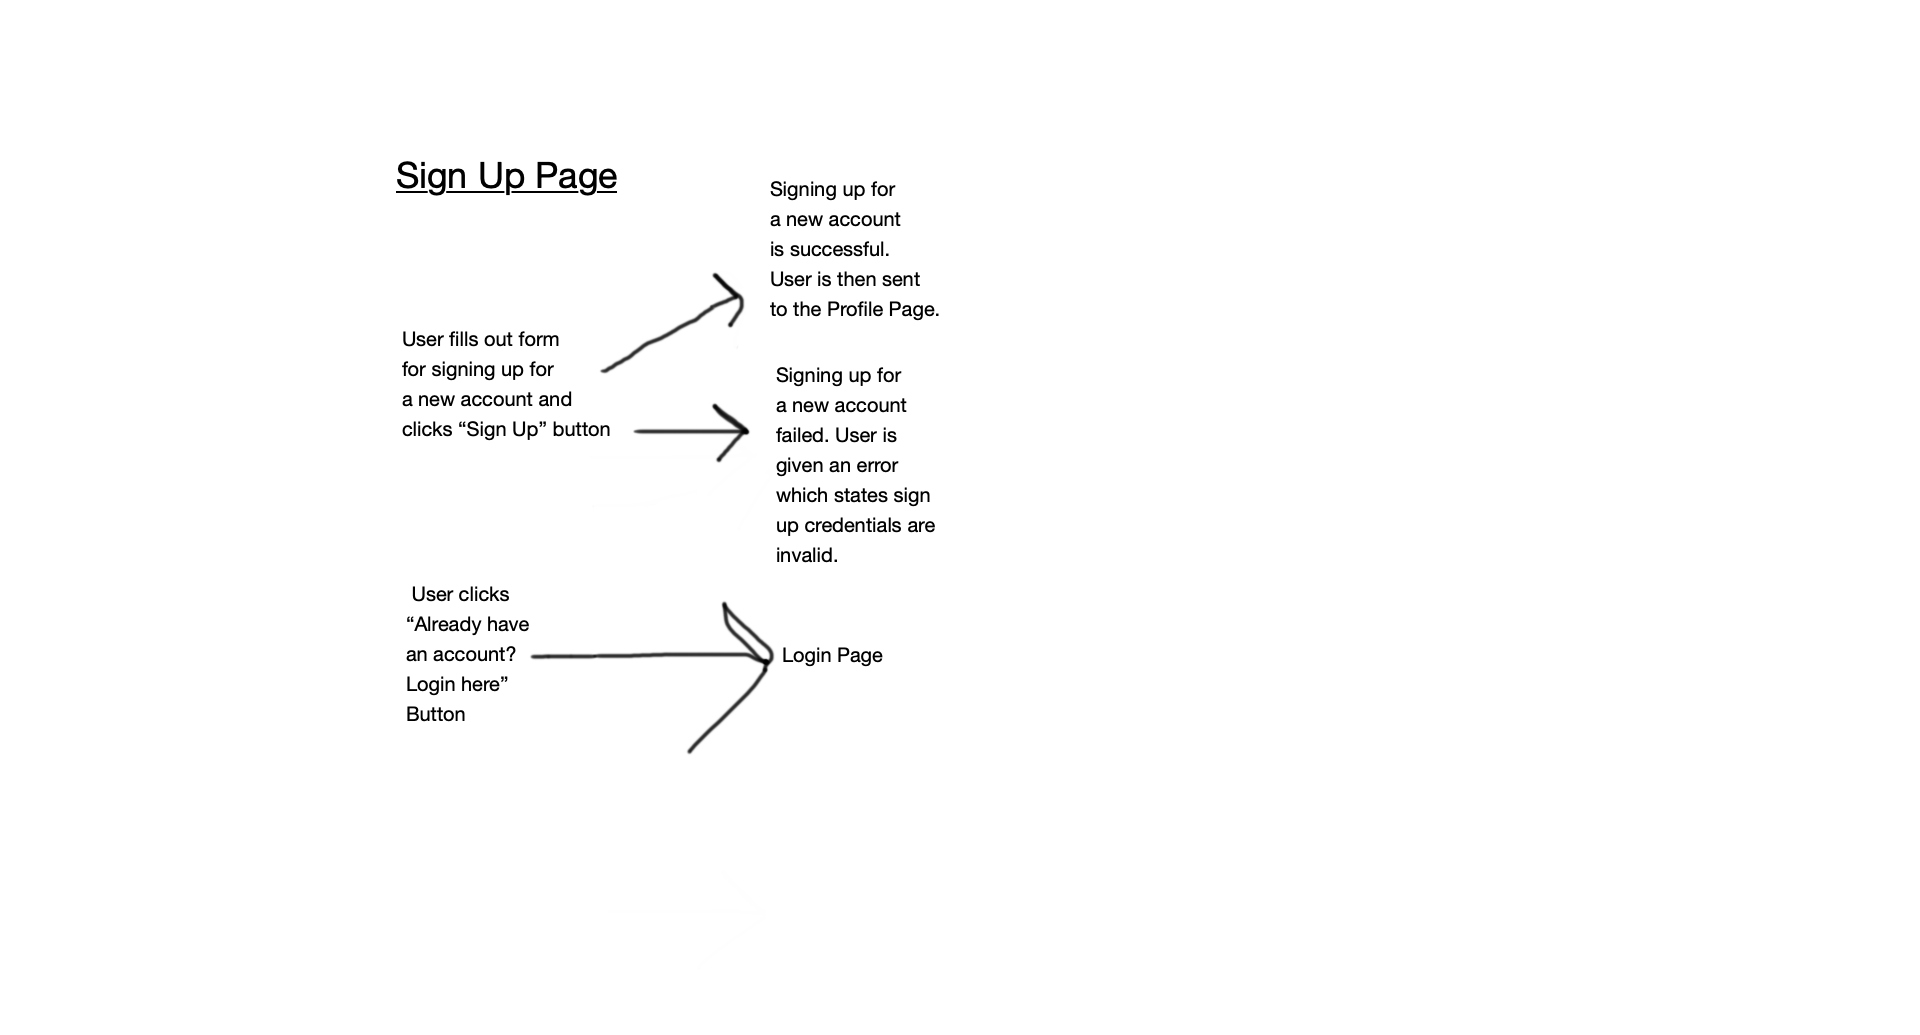 Sign Up Page
Signing up for
a new account
is successful.
User is then sent
to the Profile Page.
User fills out form
for signing up for
a new account and
clicks “Sign Up” button
Signing up for
a new account
failed. User is
given an error
which states sign
up credentials are
invalid.
User clicks
“Already have
an account?
Login here”
Button
Login Page